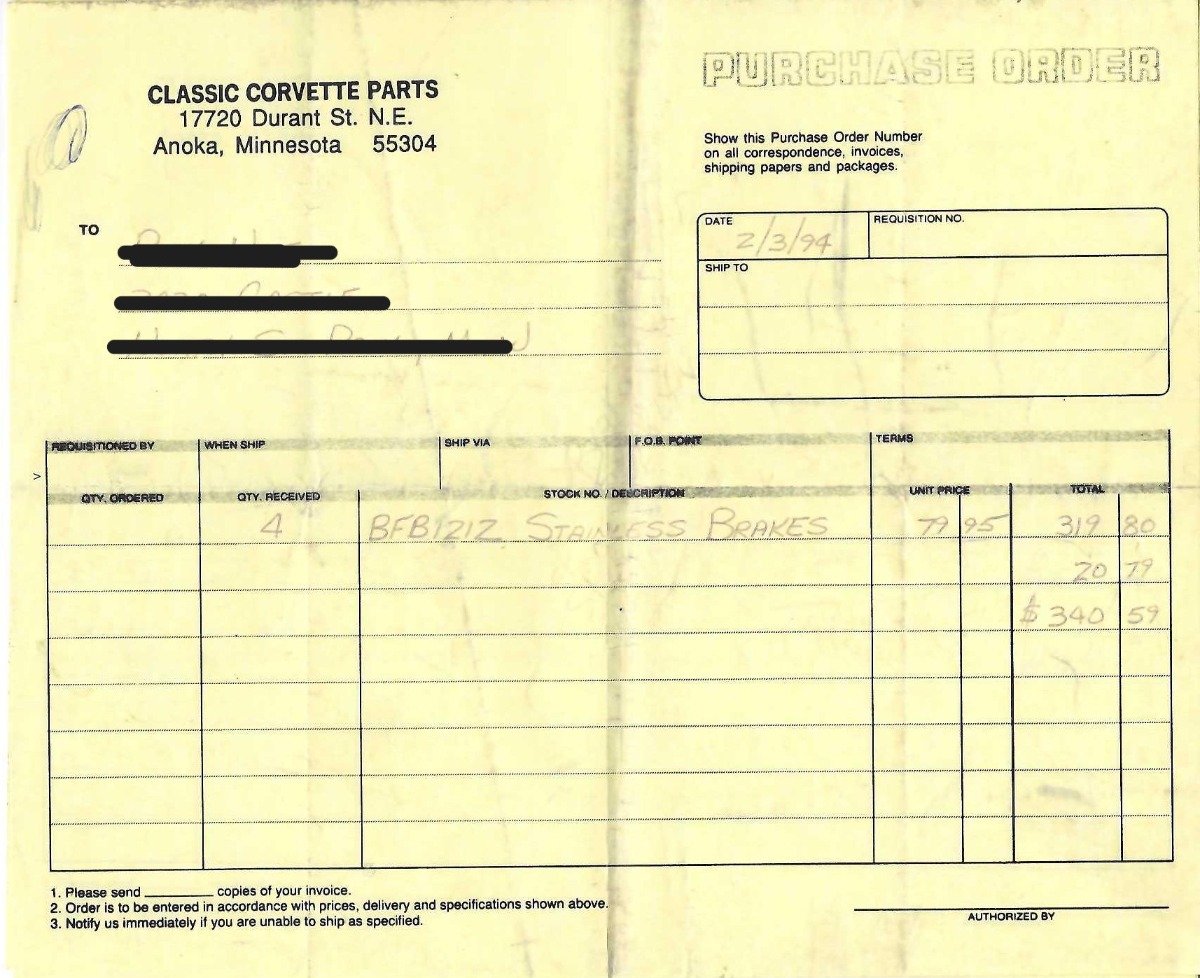 PURCHASE ORDER
CLASSIC CORVETTE PARTS
17720 Durant St. N.E.
Anoka, Minnesota 55304
Show this Purchase Order Number
on all correspondence, invoices,
shipping papers and packages.
TO
DATE 2/3/94 REQUISITION NO.
SHIP TO
REQUISITIONED BY WHEN SHIP SHIP VIA F.O.B. POINT TERMS
QTY. ORDERED QTY. RECEIVED STOCK NO. / DESCRIPTION UNIT PRICE TOTAL
4 BFB1212 STAINLESS BRAKES 79 95 319 80
20 79
$ 340 59
1. Please send ________ copies of your invoice.
2. Order is to be entered in accordance with prices, delivery and specifications shown above.
3. Notify us immediately if you are unable to ship as specified.
AUTHORIZED BY